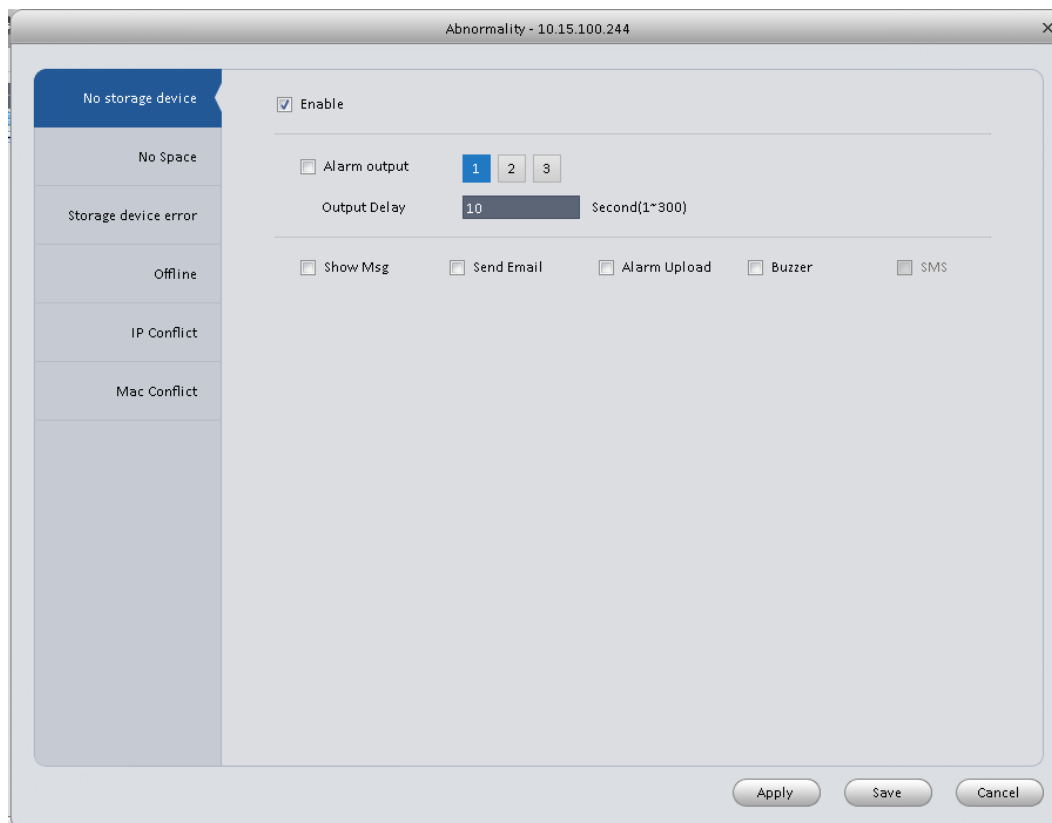 Abnormality - 10.15.100.244
No storage device
No Space
Storage device error
Offline
IP Conflict
Mac Conflict
Enable
Alarm output 1 2 3
Output Delay 10 Second(1~300)
Show Msg Send Email Alarm Upload Buzzer SMS
Apply Save Cancel